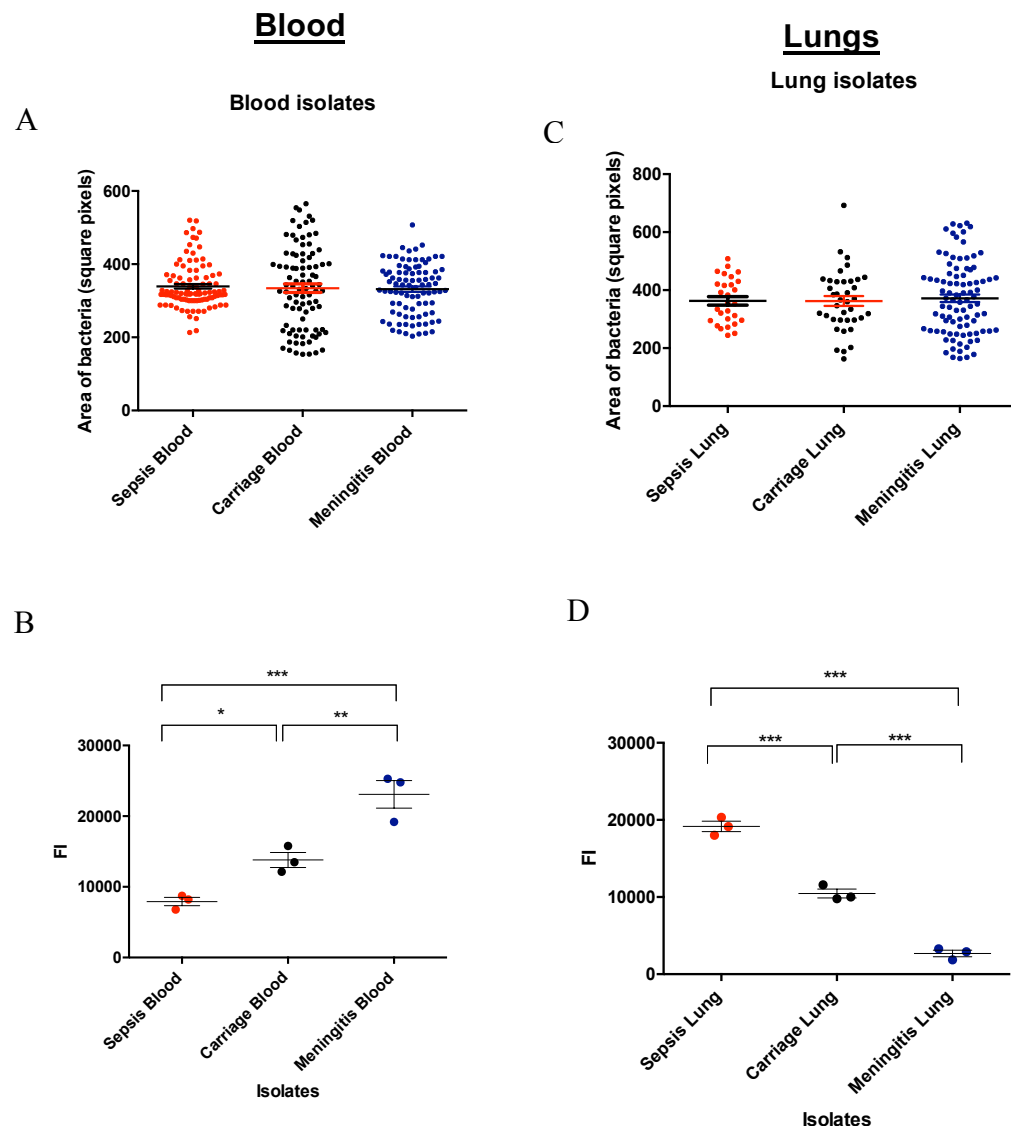 Blood
Blood isolates
A
Area of bacteria (square pixels)
600
400
200
0
Sepsis Blood
Carriage Blood
Meningitis Blood
B
***
*
**
FI
30000
20000
10000
0
Sepsis Blood
Carriage Blood
Meningitis Blood
Isolates
Lungs
Lung isolates
C
Area of bacteria (square pixels)
800
600
400
200
0
Sepsis Lung
Carriage Lung
Meningitis Lung
D
***
***
***
FI
30000
20000
10000
0
Sepsis Lung
Carriage Lung
Meningitis Lung
Isolates